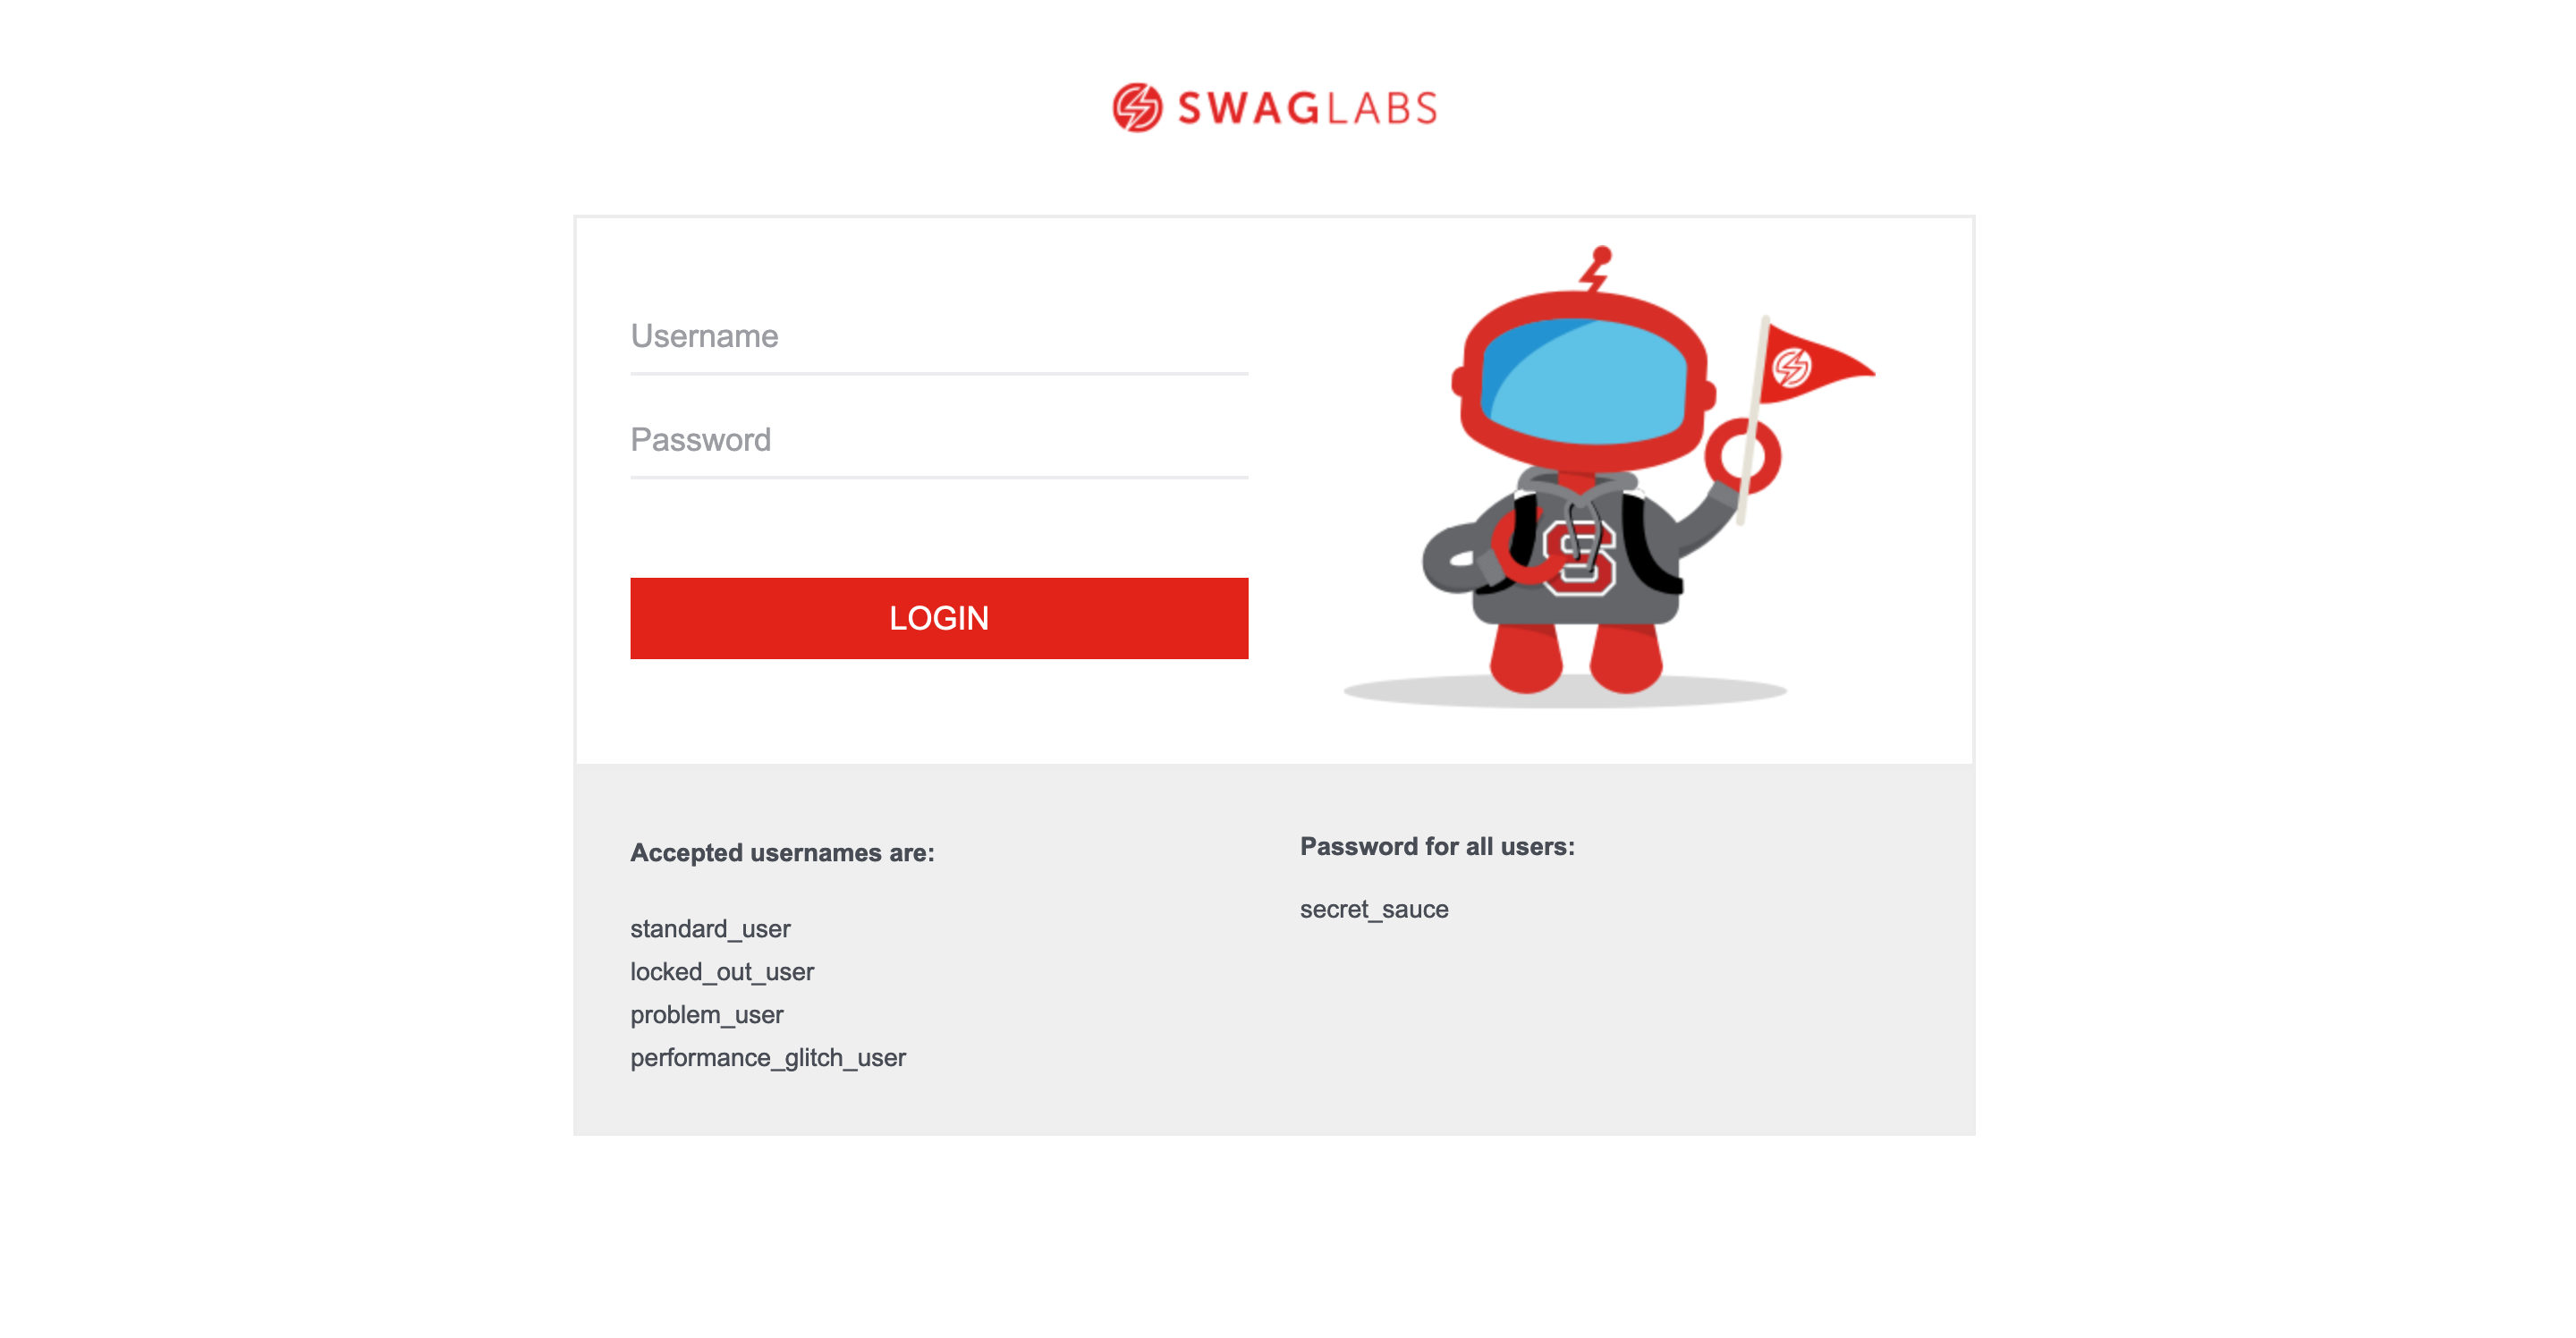 SWAGLABS
Username
Password
LOGIN
S
Accepted usernames are:
standard_user
locked_out_user
problem_user
performance_glitch_user
Password for all users:
secret_sauce